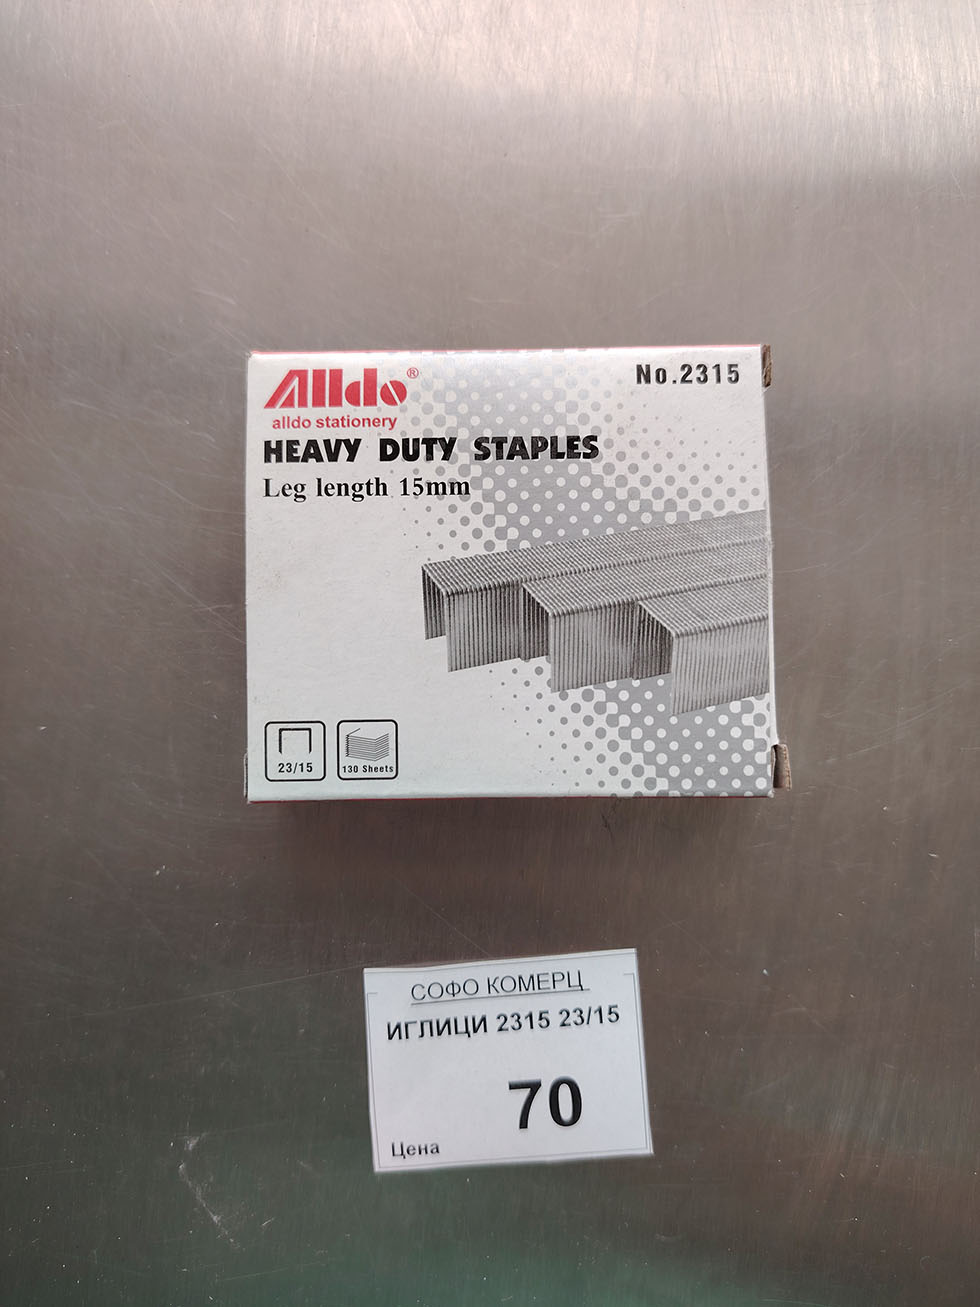 Alldo®
No.2315
alldo stationery
HEAVY DUTY STAPLES
Leg length 15mm
23/15
130 Sheets
СОФО КОМЕРЦ
ИГЛИЦИ 2315 23/15
70
Цена